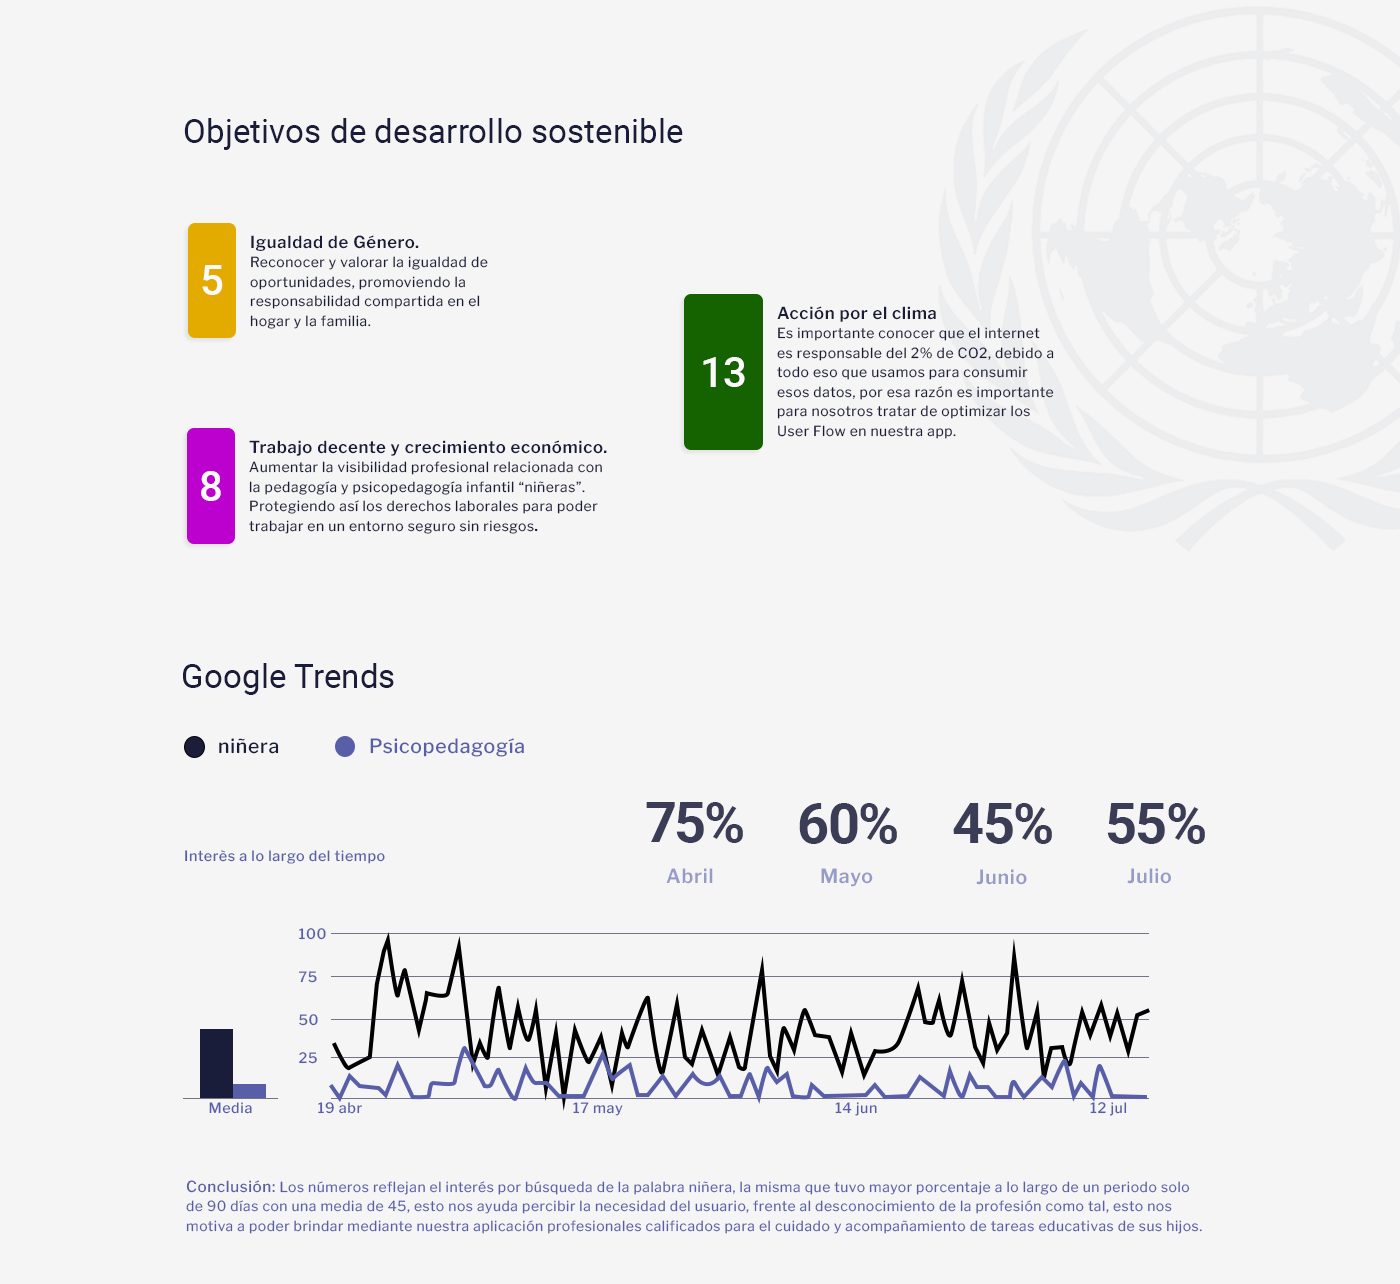 Objetivos de desarrollo sostenible
5
Igualdad de Género.
Reconocer y valorar la igualdad de
oportunidades, promoviendo la
responsabilidad compartida en el
hogar y la familia.
13
Acción por el clima
Es importante conocer que el internet
es responsable del 2% de CO2, debido a
todo eso que usamos para consumir
esos datos, por esa razón es importante
para nosotros tratar de optimizar los
User Flow en nuestra app.
8
Trabajo decente y crecimiento económico.
Aumentar la visibilidad profesional relacionada con
la pedagogía y psicopedagogía infantil “niñeras”.
Protegiendo así los derechos laborales para poder
trabajar en un entorno seguro sin riesgos.
Google Trends
niñera
Psicopedagogía
75%
60%
45%
55%
Abril
Mayo
Junio
Julio
Interès a lo largo del tiempo
100
75
50
25
Media
19 abr
17 may
14 jun
12 jul
Conclusión: Los números reflejan el interés por búsqueda de la palabra niñera, la misma que tuvo mayor porcentaje a lo largo de un periodo solo
de 90 días con una media de 45, esto nos ayuda percibir la necesidad del usuario, frente al desconocimiento de la profesión como tal, esto nos
motiva a poder brindar mediante nuestra aplicación profesionales calificados para el cuidado y acompañamiento de tareas educativas de sus hijos.